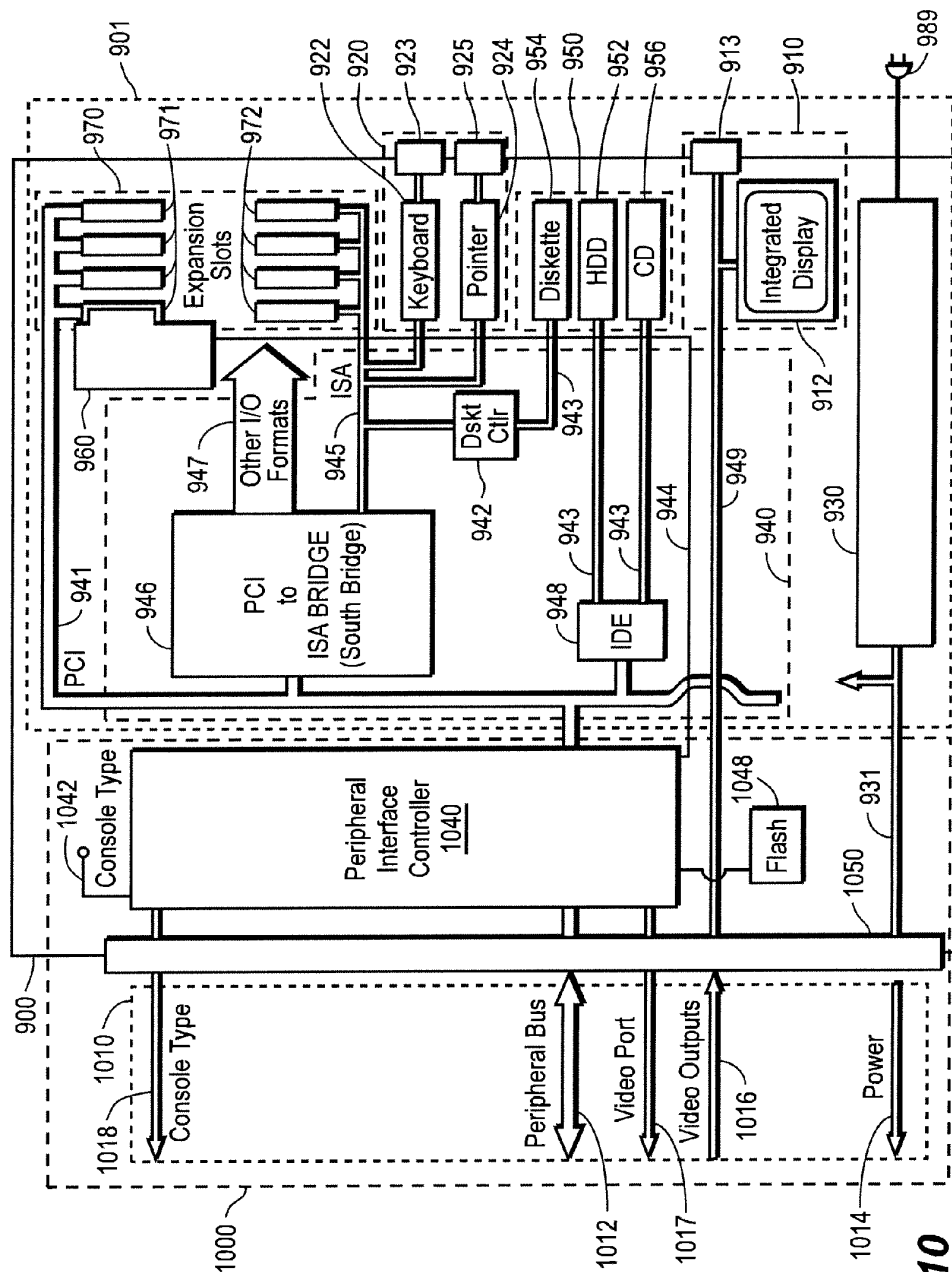 1000
1018
1010
900
Console Type
1042
Console Type
Peripheral Bus
1012
Video Port
1017
Video Outputs
1016
Power
1014
Peripheral
Interface
Controller
1040
Flash
1048
1050
931
PCI
941
946
PCI
to
ISA BRIDGE
(South Bridge)
947
Other I/O
Formats
945
ISA
960
Dskt
Ctlr
942
943
948
IDE
943
943
944
949
940
930
970
971
Expansion
Slots
972
901
922
920
923
925
924
954
950
952
956
913
910
989
Keyboard
Pointer
Diskette
HDD
CD
Integrated
Display
912
10